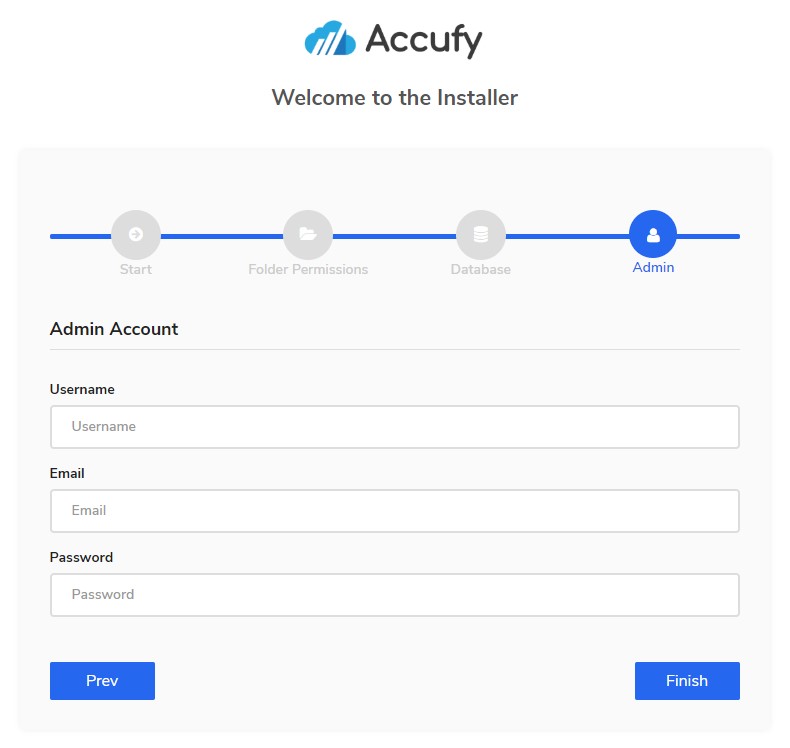 Accufy
Welcome to the Installer
Start Folder Permissions Database Admin
Admin Account
Username
Username
Email
Email
Password
Password
Prev Finish